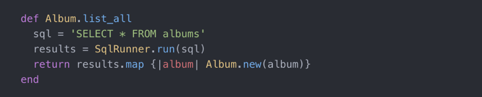 def Album.list_all
  sql = 'SELECT * FROM albums'
  results = SqlRunner.run(sql)
  return results.map {|album| Album.new(album)}
end